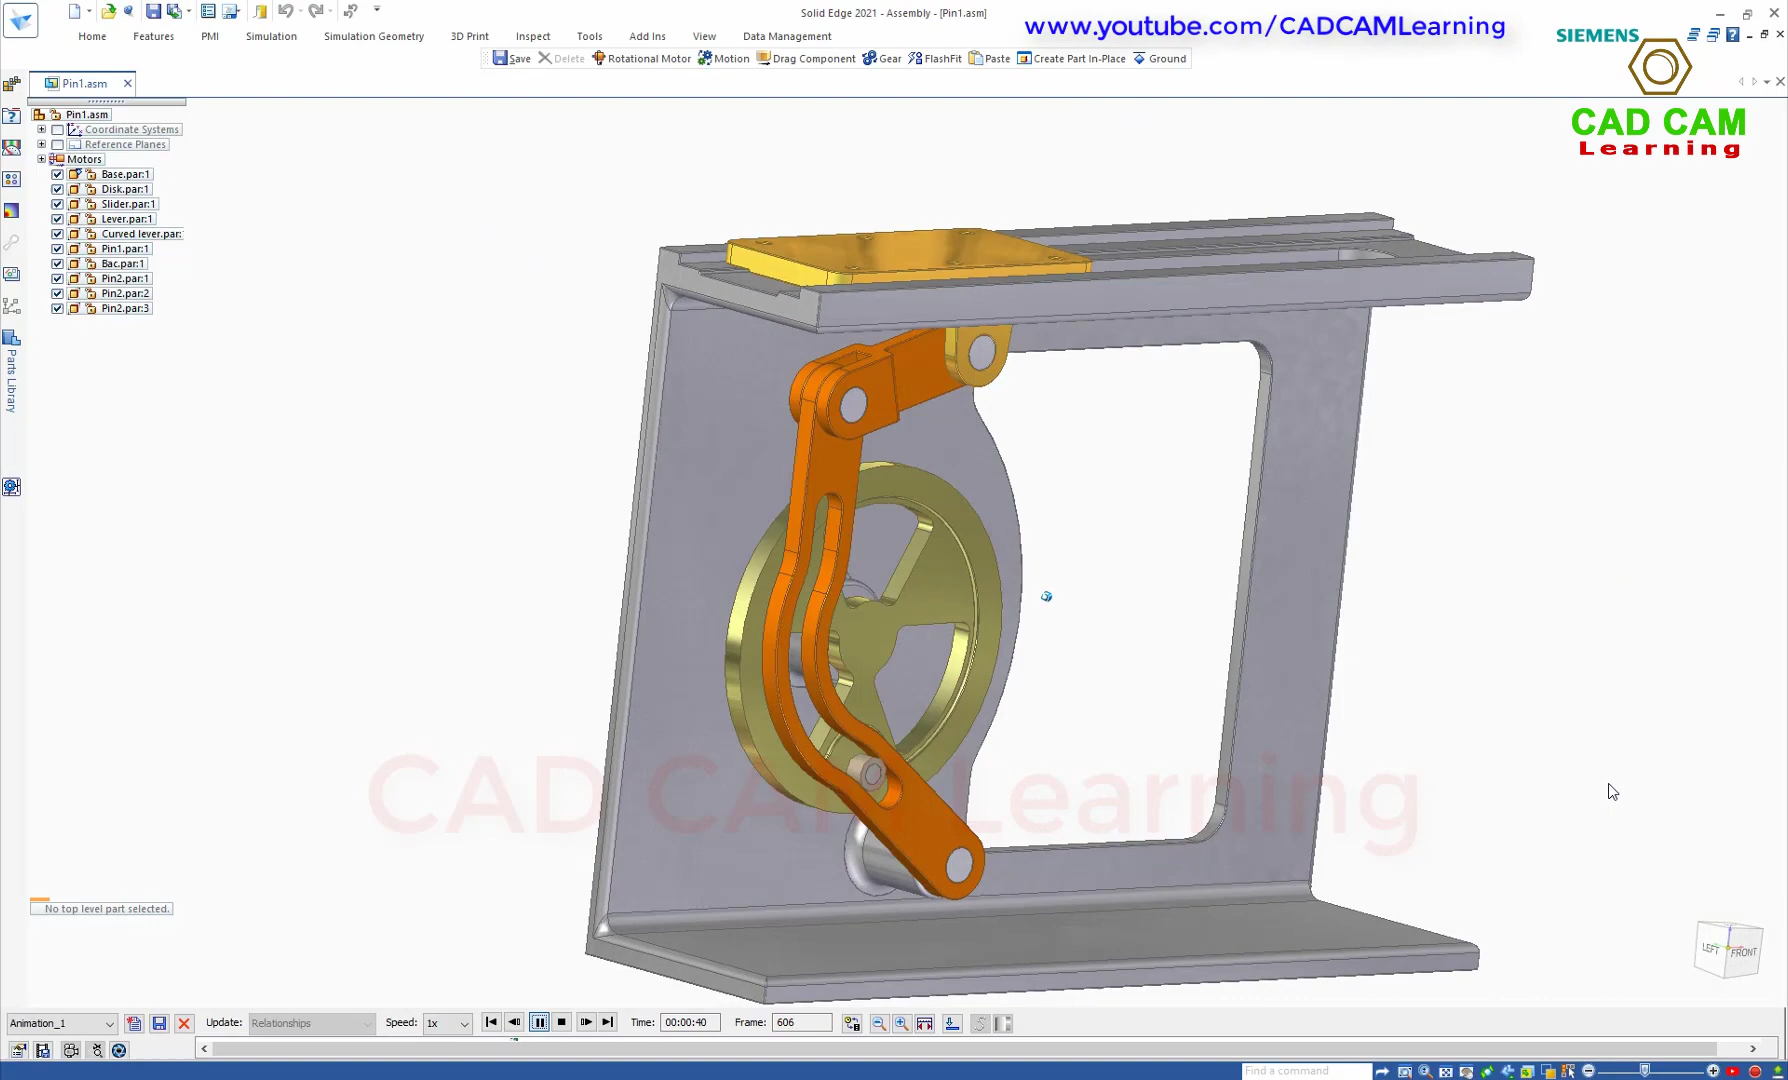 Solid Edge 2021 - Assembly - [Pin1.asm]
www.youtube.com/CADCAMLearning
SIEMENS
Home Features PMI Simulation Simulation Geometry 3D Print Inspect Tools Add Ins View Data Management
Save Delete Rotational Motor Motion Drag Component Gear FlashFit Paste Create Part In-Place Ground
Pin1.asm
CAD CAM
Learning
Pin1.asm
Coordinate Systems
Reference Planes
Motors
Base.par:1
Disk.par:1
Slider.par:1
Lever.par:1
Curved lever.par:
Pin1.par:1
Bac.par:1
Pin2.par:1
Pin2.par:2
Pin2.par:3
Parts Library
CAD CAM Learning
No top level part selected.
LEFT FRONT
Animation_1 Update: Relationships Speed: 1x Time: 00:00:40 Frame: 606
Find a command